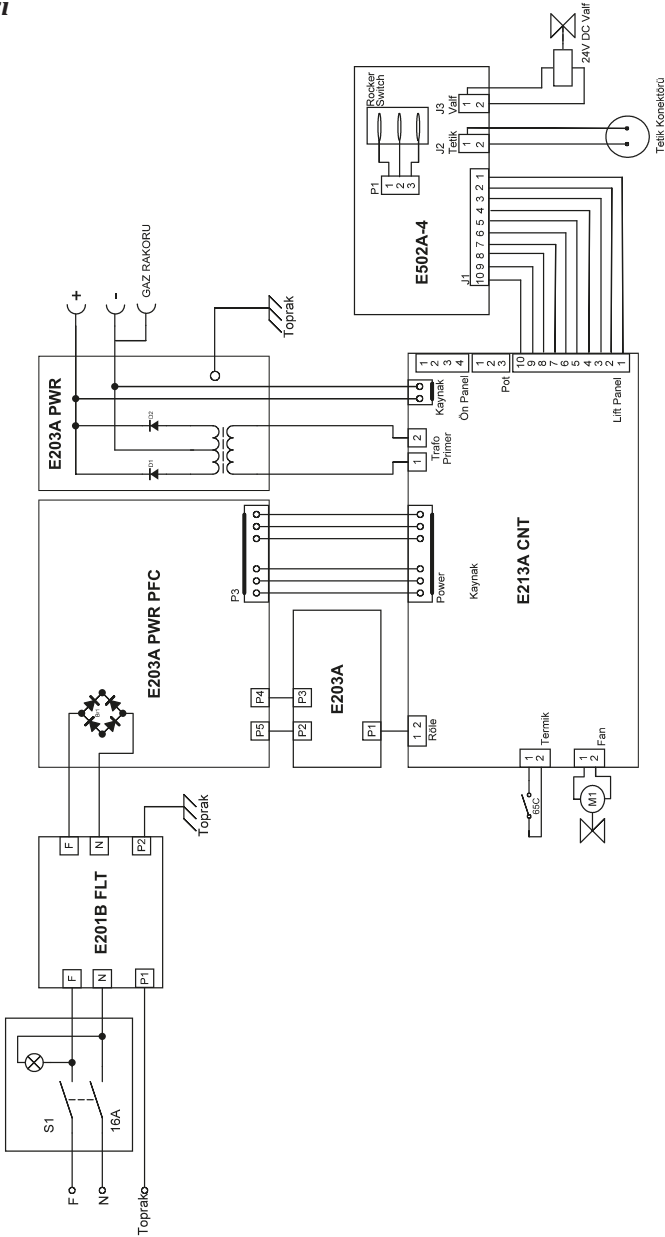 ı
F
N
Toprak
S1
16A
F
N
P1
E201B FLT
F
N
P2
Toprak
Br1
E203A PWR PFC
P5
P4
P3
P2
P3
E203A
P1
E203A PWR
D1
D2
+
-
GAZ RAKORU
Toprak
1 2
Röle
Power
Kaynak
1
2
Trafo
Primer
Kaynak
1
2
3
4
Ön Panel
1
2
3
Pot
10
9
8
7
6
5
4
3
2
1
Lift Panel
E213A CNT
1
2
Termik
65C
1
2
Fan
M1
E502A-4
J1
10 9 8 7 6 5 4 3 2 1
P1
1
2
3
Rocker
Switch
J2
Tetik
1
2
J3
Valf
1
2
24V DC Valf
Tetik Konektörü